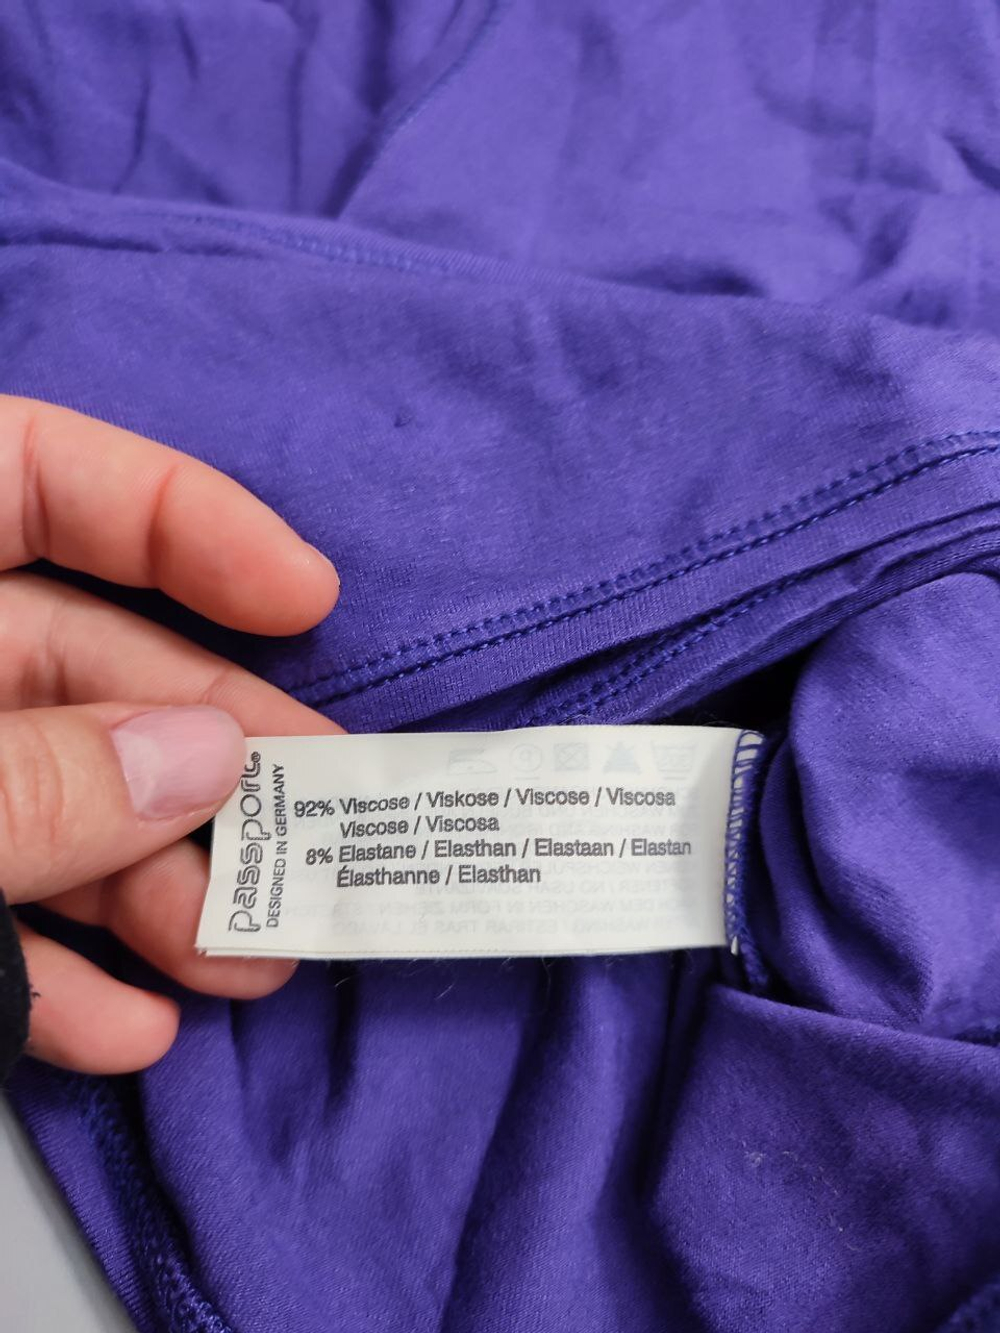 passport®
DESIGNED IN GERMANY
92% Viscose / Viskose / Viscose / Viscosa
Viscose / Viscosa
8% Elastane / Elasthan / Elastaan / Elastan
Élasthanne / Elasthan